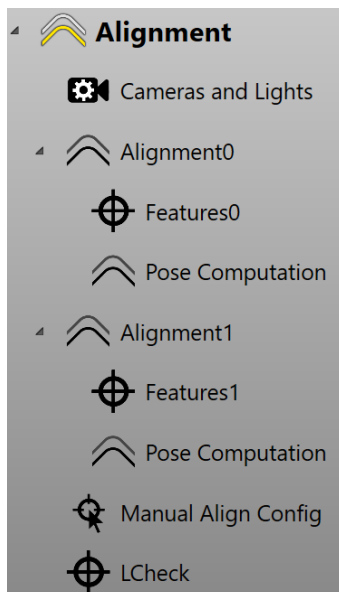 Alignment
Cameras and Lights
Alignment0
Features0
Pose Computation
Alignment1
Features1
Pose Computation
Manual Align Config
LCheck